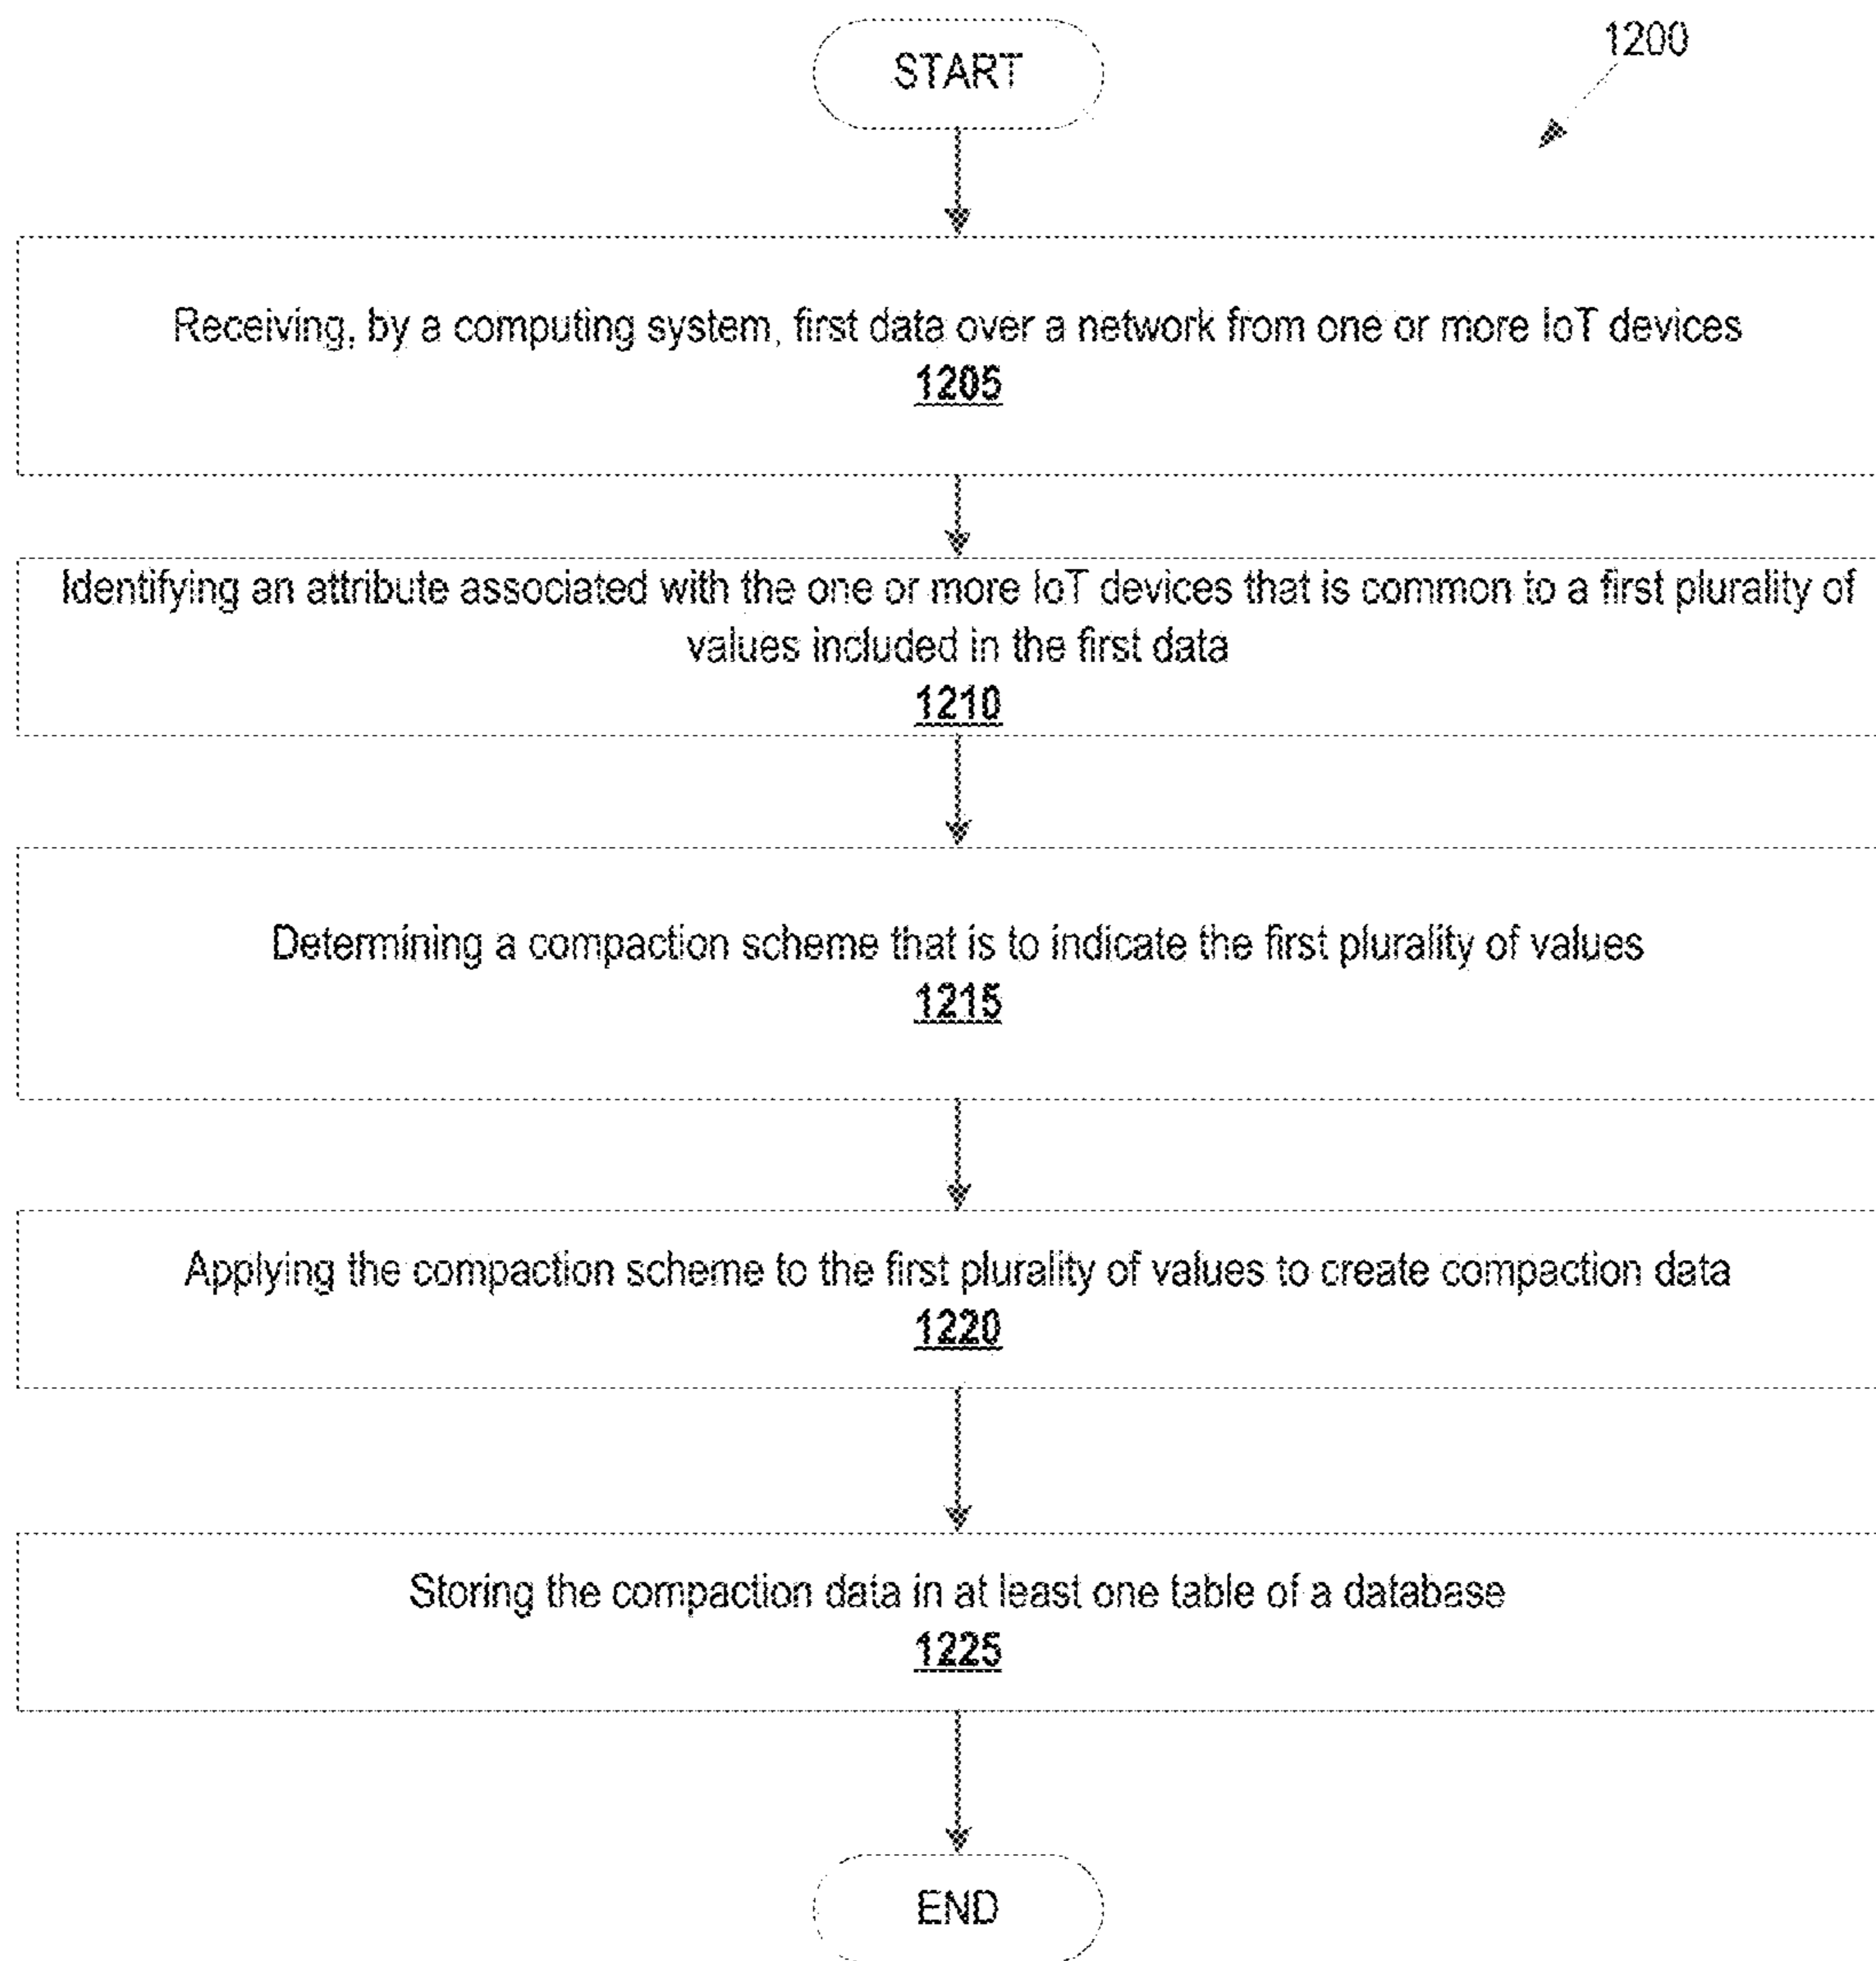 START
1200
Receiving, by a computing system, first data over a network from one or more IoT devices
1205
Identifying an attribute associated with the one or more IoT devices that is common to a first plurality of
values included in the first data
1210
Determining a compaction scheme that is to indicate the first plurality of values
1215
Applying the compaction scheme to the first plurality of values to create compaction data
1220
Storing the compaction data in at least one table of a database
1225
END